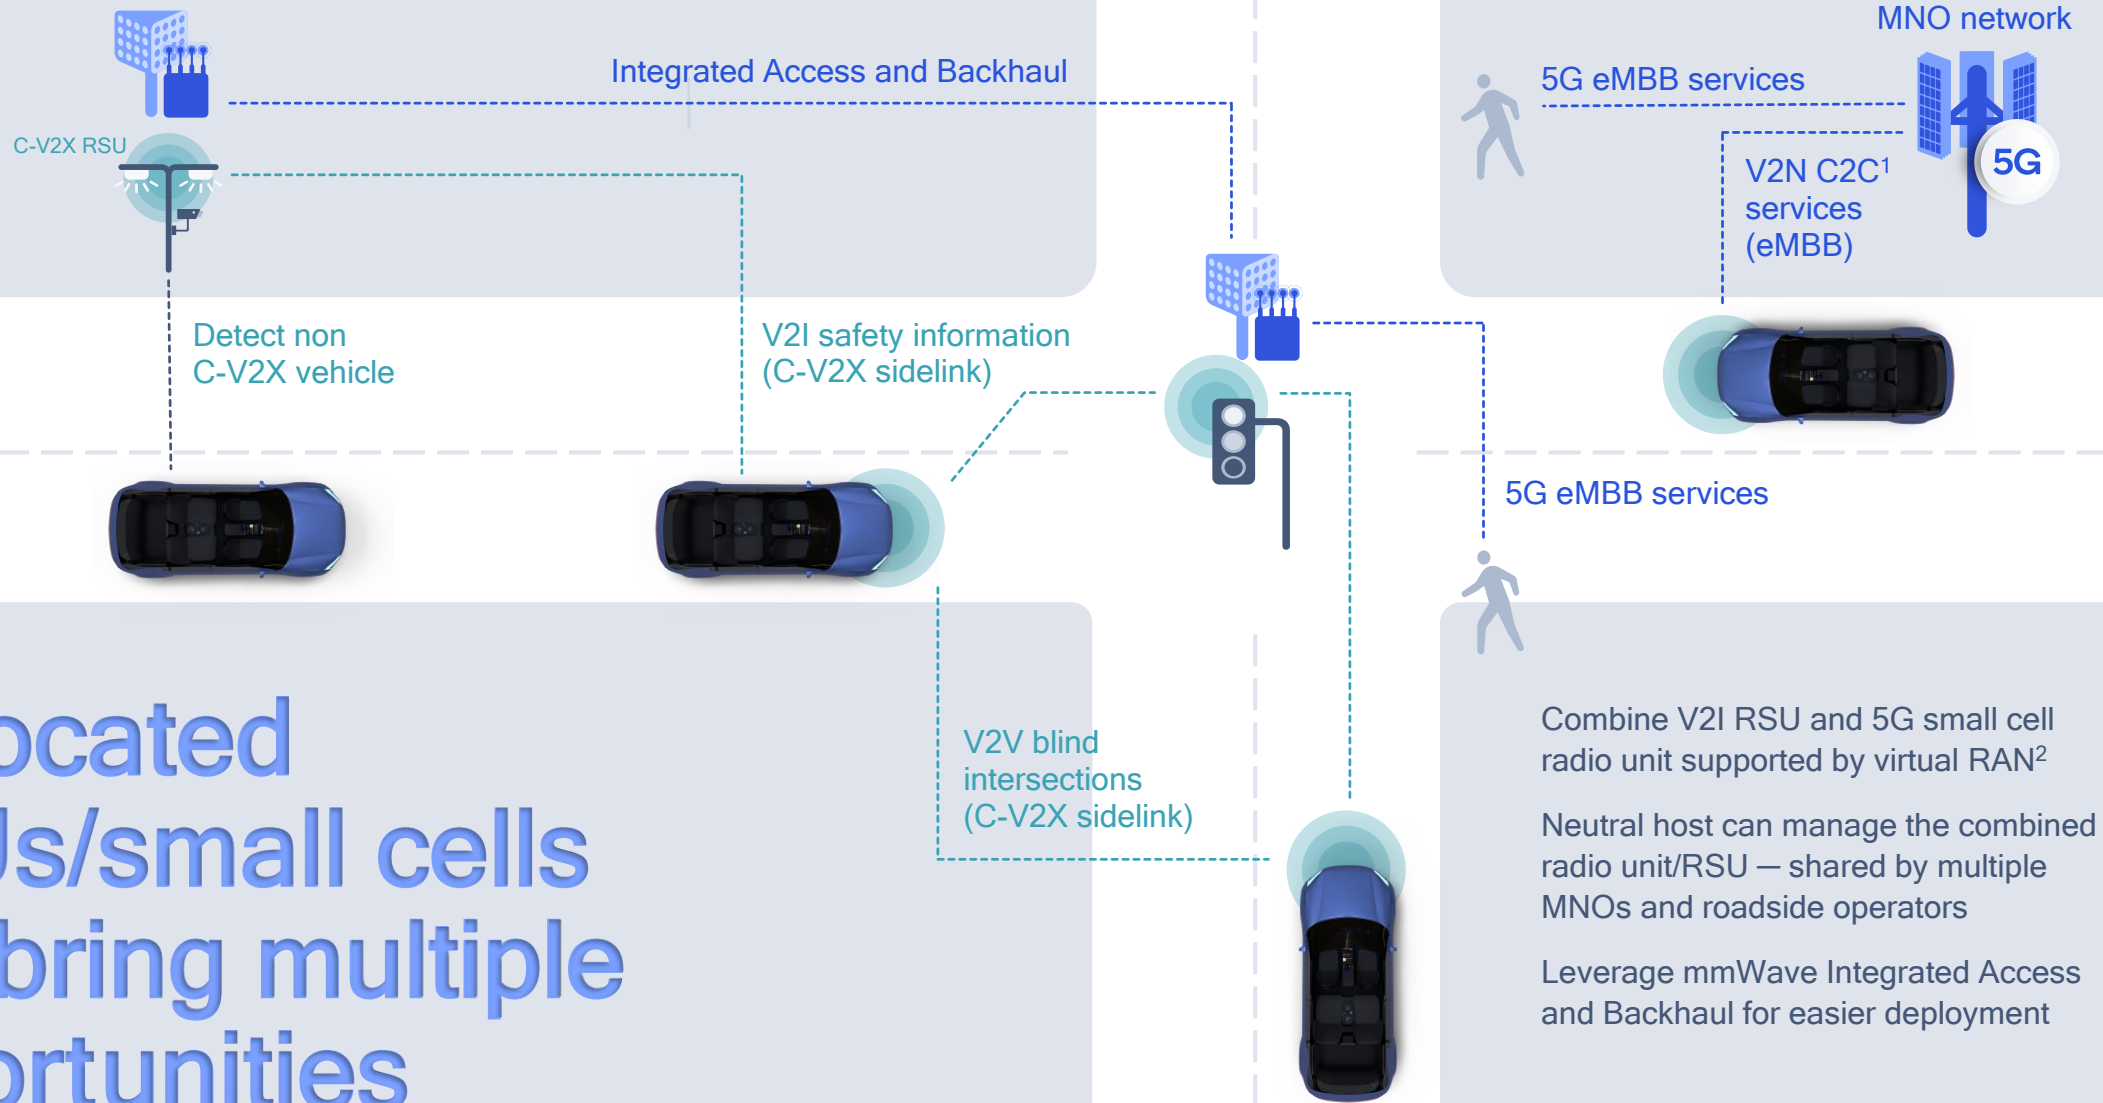 MNO network
Integrated Access and Backhaul
5G eMBB services
C-V2X RSU
5G
V2N C2C¹
services
(eMBB)
Detect non
C-V2X vehicle
V2I safety information
(C-V2X sidelink)
5G eMBB services
V2V blind
intersections
(C-V2X sidelink)
ocated
Us/small cells
bring multiple
ortunities
Combine V2I RSU and 5G small cell
radio unit supported by virtual RAN²
Neutral host can manage the combined
radio unit/RSU — shared by multiple
MNOs and roadside operators
Leverage mmWave Integrated Access
and Backhaul for easier deployment